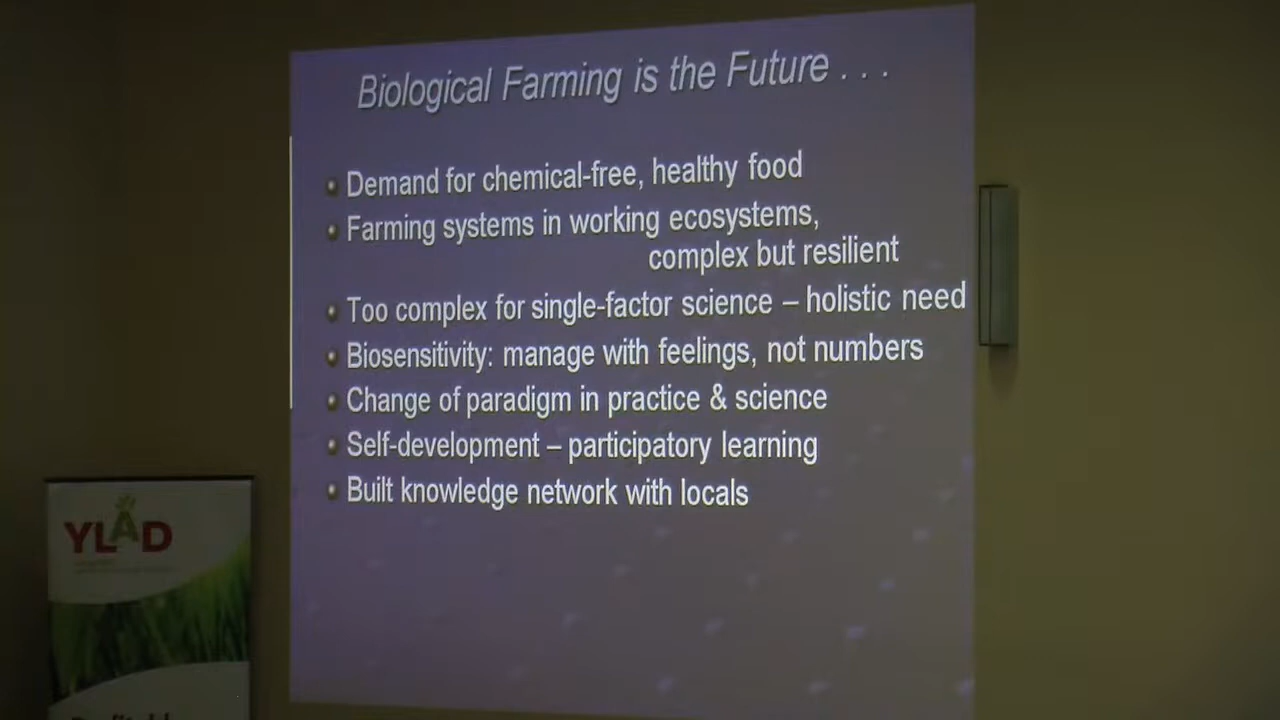 Biological Farming is the Future . . .
Demand for chemical-free, healthy food
Farming systems in working ecosystems,
complex but resilient
Too complex for single-factor science – holistic need
Biosensitivity: manage with feelings, not numbers
Change of paradigm in practice & science
Self-development – participatory learning
Built knowledge network with locals
YLAD